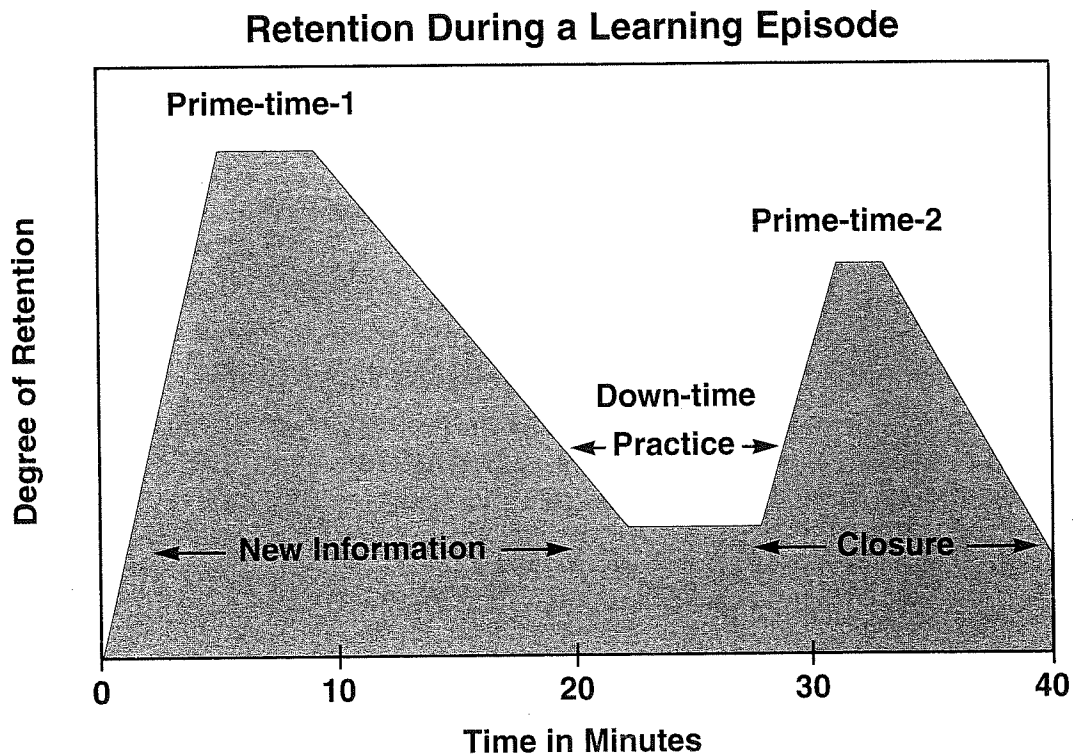 Retention During a Learning Episode
Prime-time-1
Prime-time-2
Degree of Retention
Down-time
Practice
New Information
Closure
0
10
20
30
40
Time in Minutes